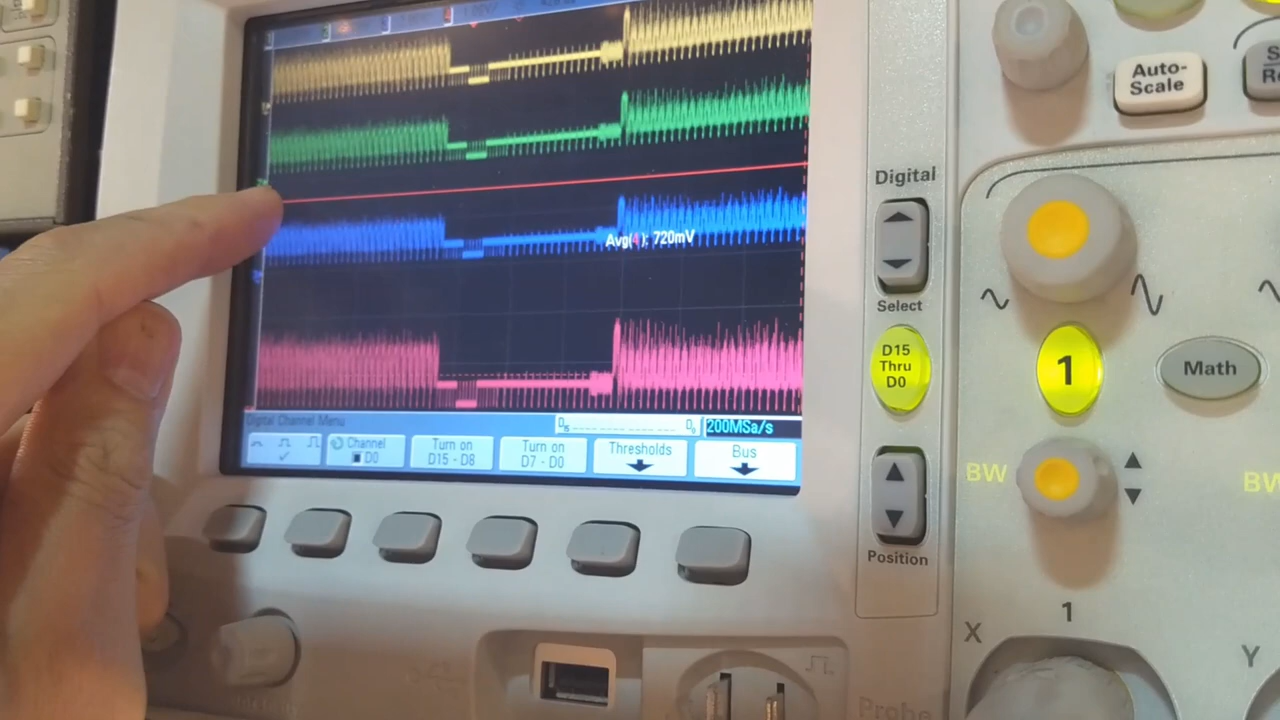 Auto-
Scale
Digital
Select
D15
Thru
D0
1
Math
Avg(4): 720mV
Digital Channel Menu
200MSa/s
Channel
D0
Turn on
D15 - D8
Turn on
D7 - D0
Thresholds
Bus
BW
BW
Position
1
X
Y
Probe